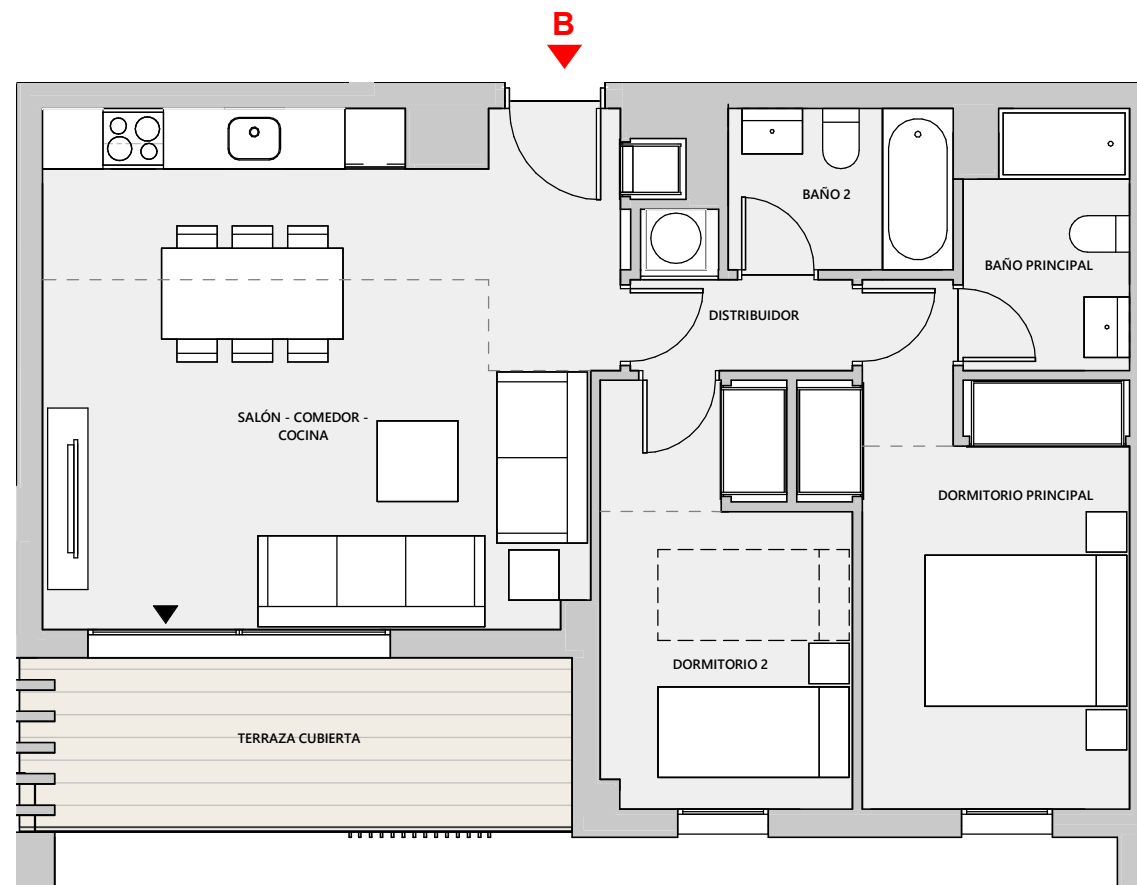 B
BAÑO 2
BAÑO PRINCIPAL
DISTRIBUIDOR
SALÓN - COMEDOR -
COCINA
DORMITORIO PRINCIPAL
DORMITORIO 2
TERRAZA CUBIERTA